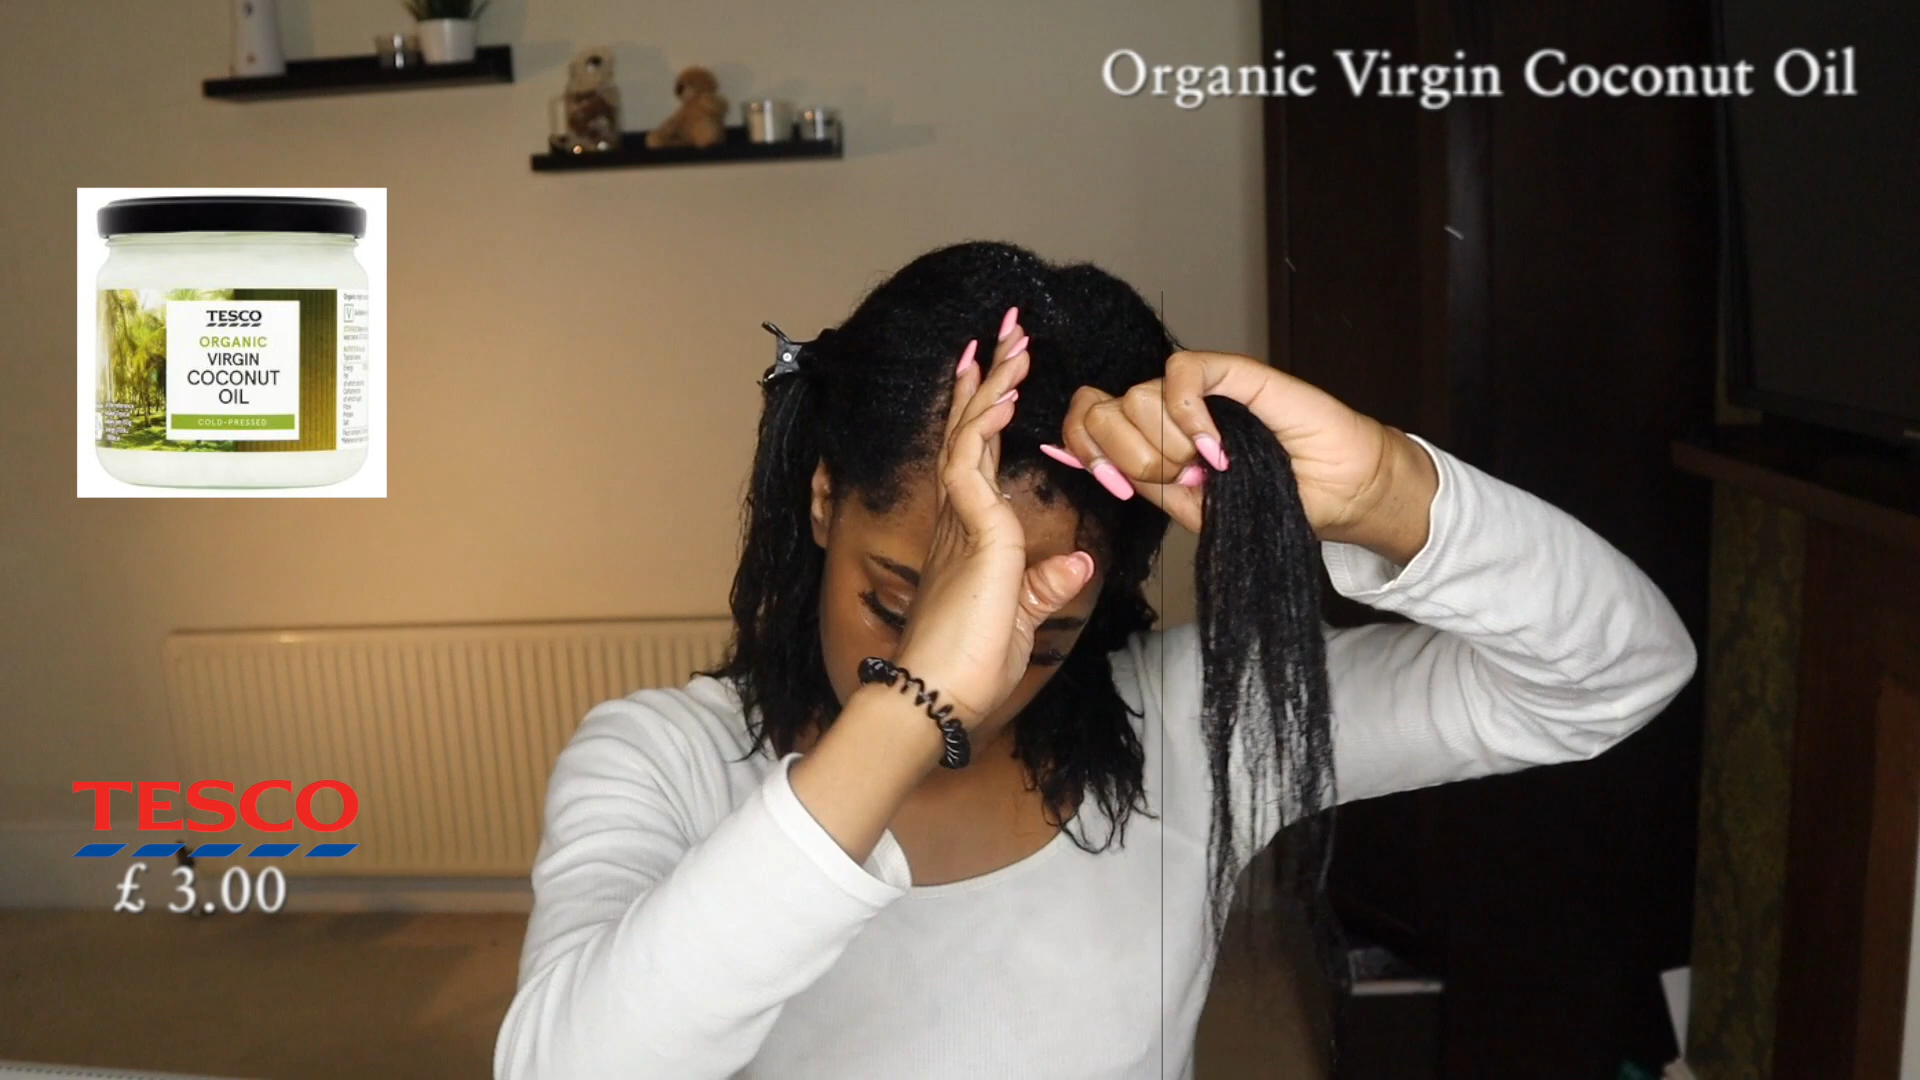 Organic Virgin Coconut Oil
TESCO
ORGANIC
VIRGIN
COCONUT
OIL
COLD-PRESSED
TESCO
£ 3.00